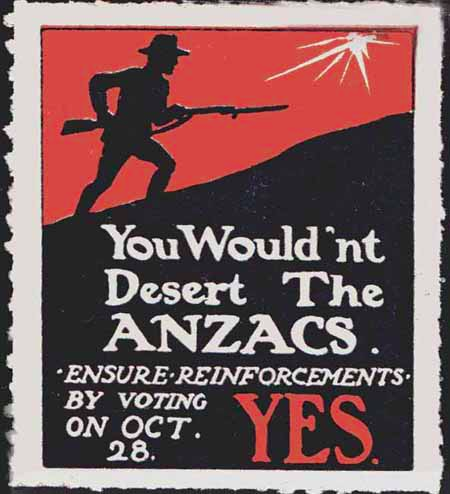 You Would'nt
Desert The
ANZACS.
·ENSURE·REINFORCEMENTS·
BY VOTING
ON OCT. YES.
28.